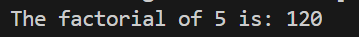 The factorial of 5 is: 120